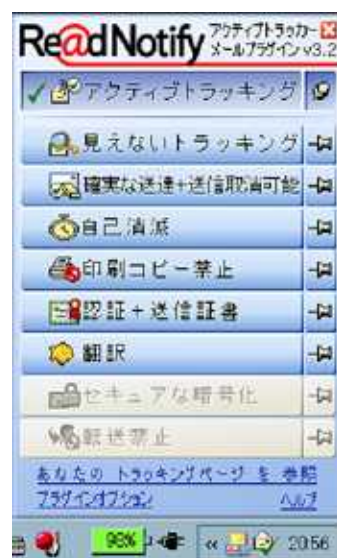 ReadNotify アクティブトラッカー
メールプラグイン v3.2
アクティブトラッキング
見えないトラッキング
確実な送達+送信取消可能
自己消滅
印刷コピー禁止
認証+送信証書
翻訳
セキュアな暗号化
転送禁止
あなたの トラッキングページ を 参照
プラグインオプション ヘルプ
98% « 20:56